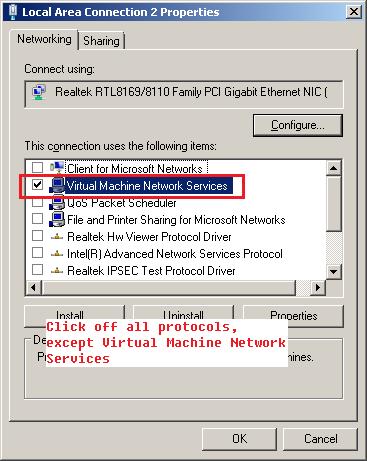 Local Area Connection 2 Properties
Networking
Sharing
Connect using:
Realtek RTL8169/8110 Family PCI Gigabit Ethernet NIC (
Configure...
This connection uses the following items:
Client for Microsoft Networks
Virtual Machine Network Services
QoS Packet Scheduler
File and Printer Sharing for Microsoft Networks
Realtek Hw Viewer Protocol Driver
Intel(R) Advanced Network Services Protocol
Realtek IPSEC Test Protocol Driver
Install...
Uninstall
Properties
Click off all protocols,
except Virtual Machine Network
Services
De
hines.
OK
Cancel